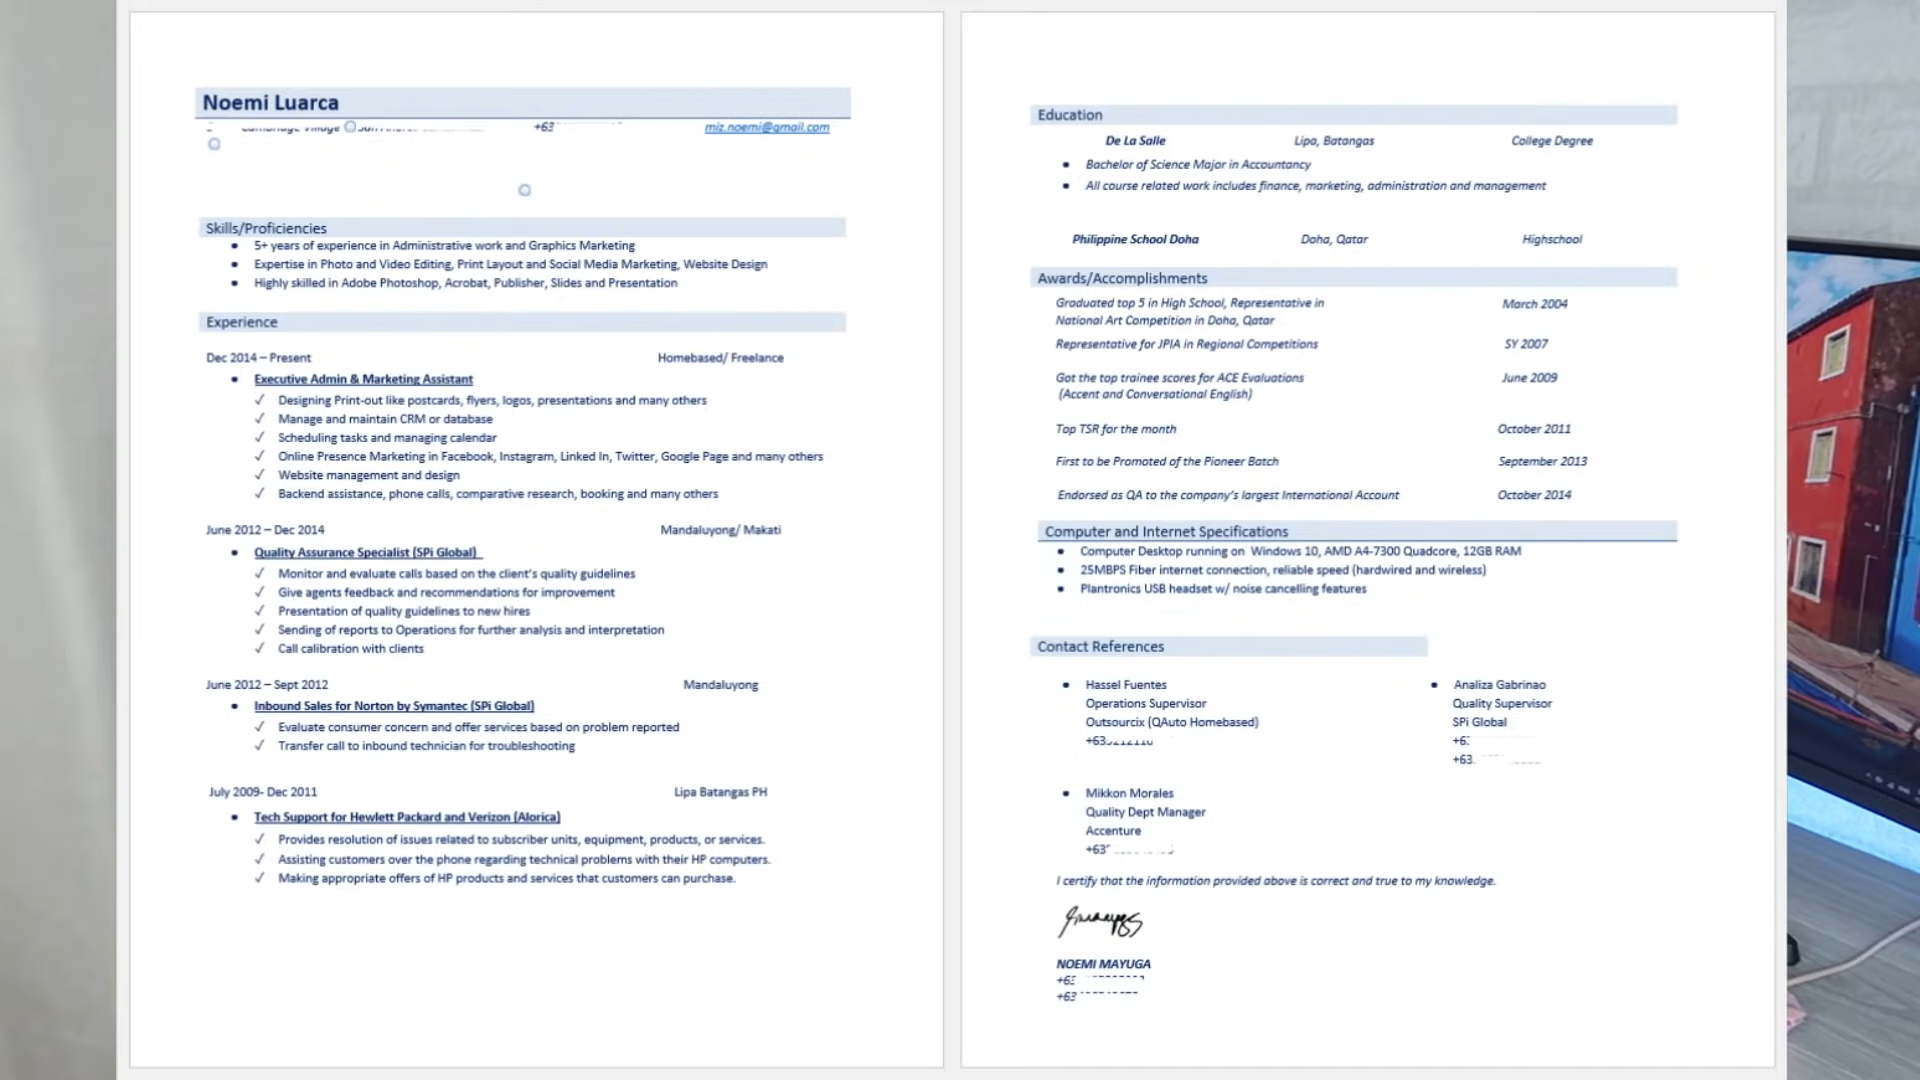 Noemi Luarca
Cambridge Village +63 miz.noemi@gmail.com
Skills/Proficiencies
• 5+ years of experience in Administrative work and Graphics Marketing
• Expertise in Photo and Video Editing, Print Layout and Social Media Marketing, Website Design
• Highly skilled in Adobe Photoshop, Acrobat, Publisher, Slides and Presentation
Experience
Dec 2014 – Present Homebased/ Freelance
• Executive Admin & Marketing Assistant
✓ Designing Print-out like postcards, flyers, logos, presentations and many others
✓ Manage and maintain CRM or database
✓ Scheduling tasks and managing calendar
✓ Online Presence Marketing in Facebook, Instagram, Linked In, Twitter, Google Page and many others
✓ Website management and design
✓ Backend assistance, phone calls, comparative research, booking and many others
June 2012 – Dec 2014 Mandaluyong/ Makati
• Quality Assurance Specialist (SPi Global)
✓ Monitor and evaluate calls based on the client's quality guidelines
✓ Give agents feedback and recommendations for improvement
✓ Presentation of quality guidelines to new hires
✓ Sending of reports to Operations for further analysis and interpretation
✓ Call calibration with clients
June 2012 – Sept 2012 Mandaluyong
• Inbound Sales for Norton by Symantec (SPi Global)
✓ Evaluate consumer concern and offer services based on problem reported
✓ Transfer call to inbound technician for troubleshooting
July 2009- Dec 2011 Lipa Batangas PH
• Tech Support for Hewlett Packard and Verizon (Alorica)
✓ Provides resolution of issues related to subscriber units, equipment, products, or services.
✓ Assisting customers over the phone regarding technical problems with their HP computers.
✓ Making appropriate offers of HP products and services that customers can purchase.
Education
De La Salle Lipa, Batangas College Degree
• Bachelor of Science Major in Accountancy
• All course related work includes finance, marketing, administration and management
Philippine School Doha Doha, Qatar Highschool
Awards/Accomplishments
Graduated top 5 in High School, Representative in March 2004
National Art Competition in Doha, Qatar
Representative for JPIA in Regional Competitions SY 2007
Got the top trainee scores for ACE Evaluations June 2009
(Accent and Conversational English)
Top TSR for the month October 2011
First to be Promoted of the Pioneer Batch September 2013
Endorsed as QA to the company's largest International Account October 2014
Computer and Internet Specifications
• Computer Desktop running on Windows 10, AMD A4-7300 Quadcore, 12GB RAM
• 25MBPS Fiber internet connection, reliable speed (hardwired and wireless)
• Plantronics USB headset w/ noise cancelling features
Contact References
• Hassel Fuentes
Operations Supervisor
Outsourcix (QAuto Homebased)
+63
• Analiza Gabrinao
Quality Supervisor
SPi Global
+63
• Mikkon Morales
Quality Dept Manager
Accenture
+63
I certify that the information provided above is correct and true to my knowledge.
NOEMI MAYUGA
+63
+63